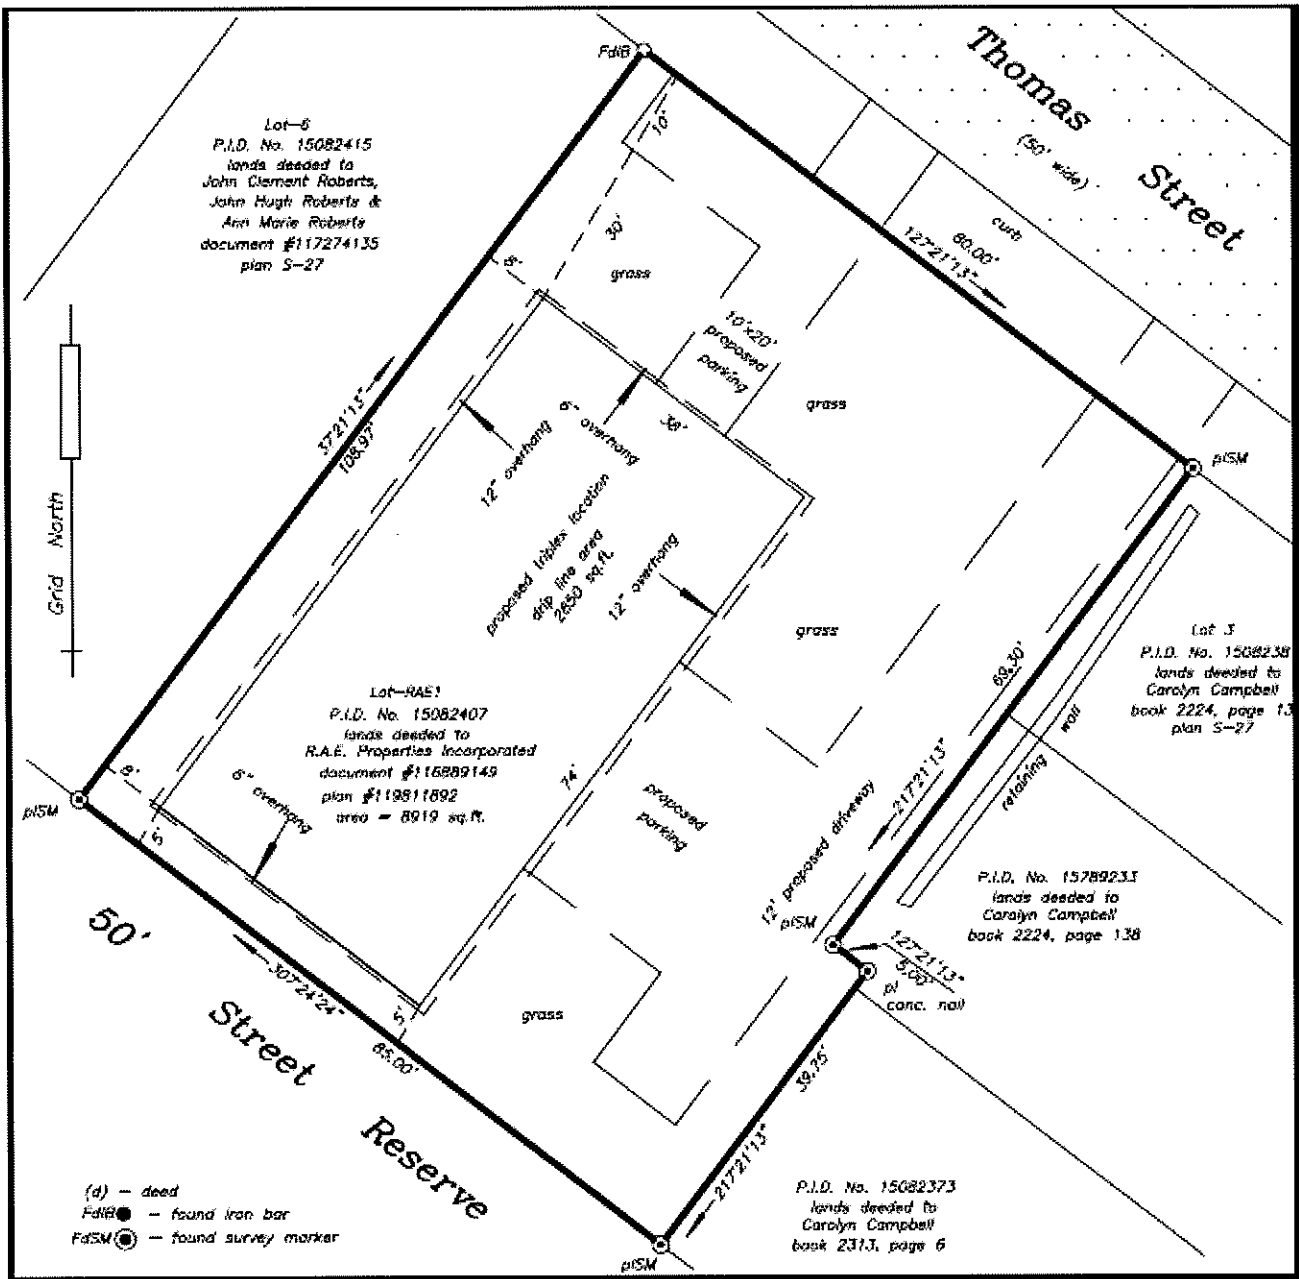 Thomas
Street
(50' wide)
FdIB
Lot-6
P.I.D. No. 15082415
lands deeded to
John Clement Roberts,
John Hugh Roberts &
Ann Marie Roberts
document #117274135
plan S-27
10'
30'
8'
grass
curb
80.00'
127°21'13"
10'x20'
proposed
parking
grass
37°21'13"
108.97'
6" overhang
38'
12" overhang
plSM
Grid North
proposed triplex location
drip line area
2850 sq.ft.
12" overhang
grass
69.30'
217°21'13"
Lot 3
P.I.D. No. 1508238
lands deeded to
Carolyn Campbell
book 2224, page 13
plan S-27
retaining wall
Lot-RAE1
P.I.D. No. 15082407
lands deeded to
R.A.E. Properties Incorporated
document #116889149
plan #119811892
area = 8919 sq.ft.
8'
6" overhang
74'
proposed
parking
12' proposed driveway
plSM
5'
plSM
P.I.D. No. 15789233
lands deeded to
Carolyn Campbell
book 2224, page 138
127°21'13"
5.00'
pl
conc. nail
50'
Street
Reserve
307°24'24"
85.00'
5'
grass
39.75'
217°21'13"
plSM
P.I.D. No. 15082373
lands deeded to
Carolyn Campbell
book 2313, page 6
(d) - deed
FdIB - found iron bar
FdSM - found survey marker